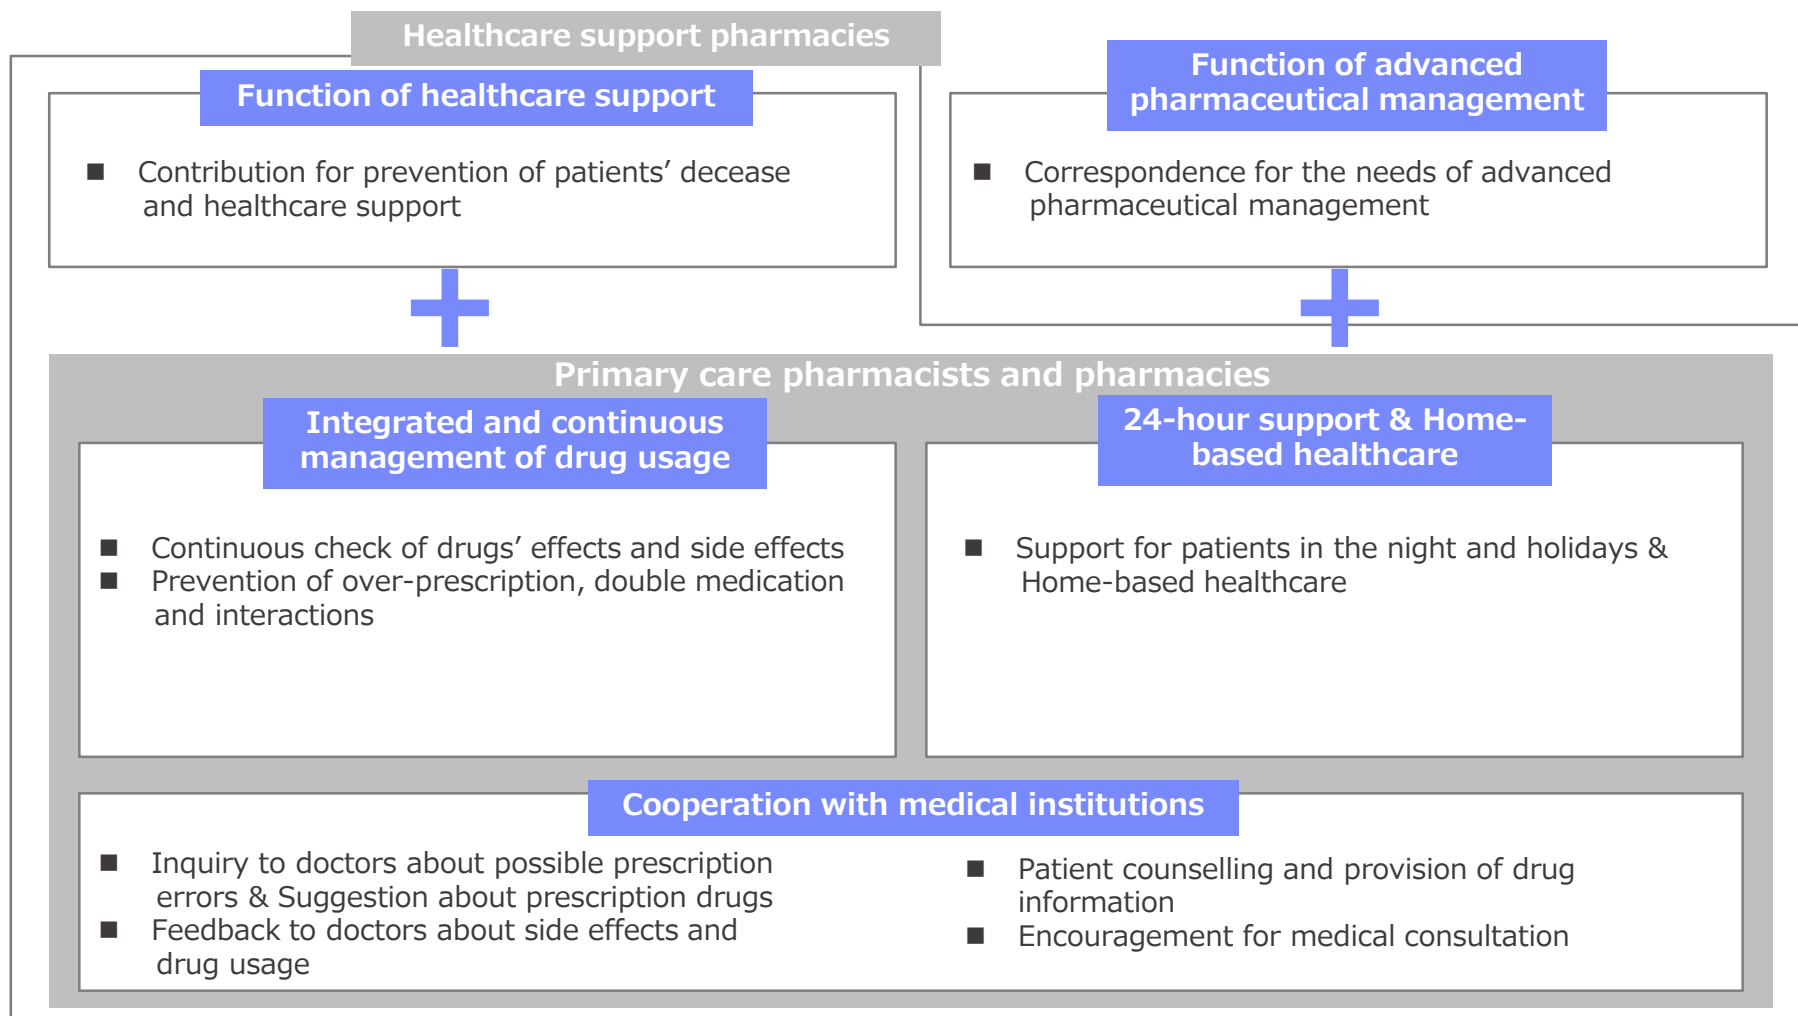 Healthcare support pharmacies
Function of healthcare support
■ Contribution for prevention of patients’ decease
and healthcare support
Function of advanced
pharmaceutical management
■ Correspondence for the needs of advanced
pharmaceutical management
Primary care pharmacists and pharmacies
Integrated and continuous
management of drug usage
■ Continuous check of drugs’ effects and side effects
■ Prevention of over-prescription, double medication
and interactions
24-hour support & Home-
based healthcare
■ Support for patients in the night and holidays &
Home-based healthcare
Cooperation with medical institutions
■ Inquiry to doctors about possible prescription
errors & Suggestion about prescription drugs
■ Feedback to doctors about side effects and
drug usage
■ Patient counselling and provision of drug
information
■ Encouragement for medical consultation